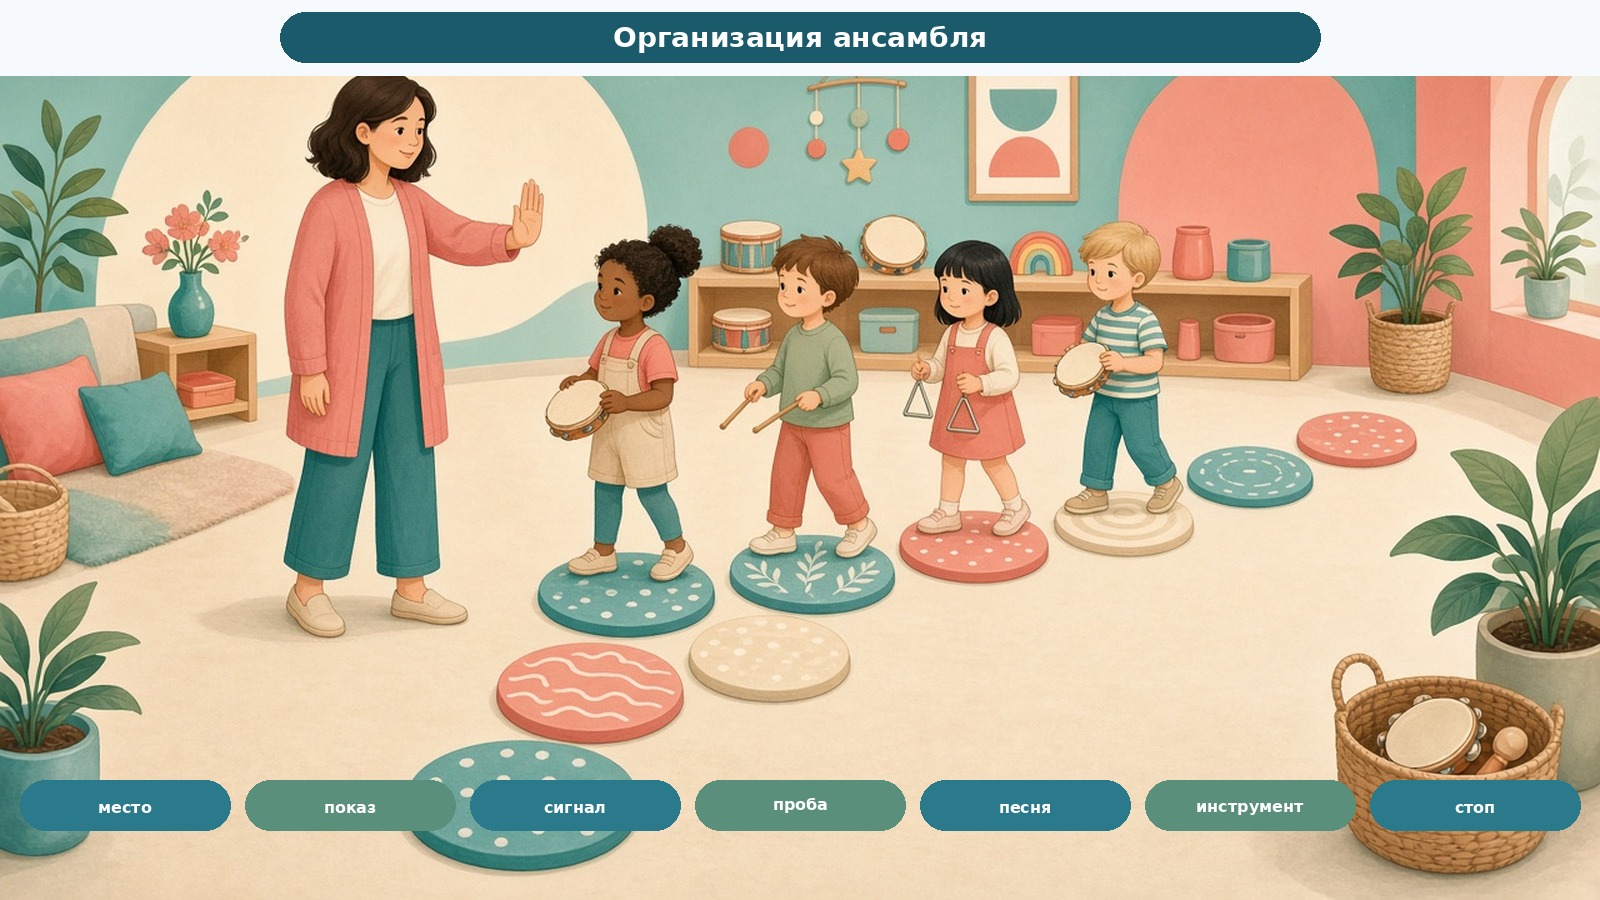 Организация ансамбля
место
показ
сигнал
проба
песня
инструмент
стоп